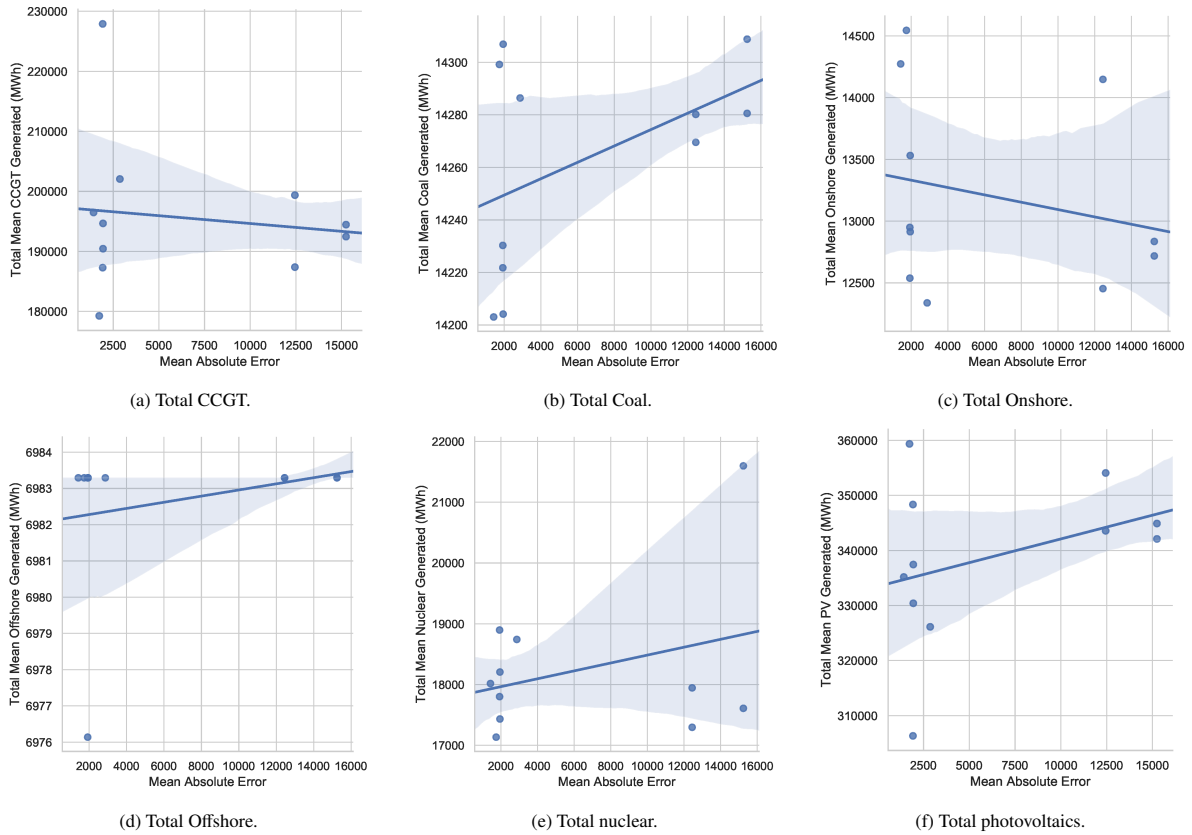 230000
220000
210000
200000
190000
180000
Total Mean CCGT Generated (MWh)
2500 5000 7500 10000 12500 15000
Mean Absolute Error
(a) Total CCGT.
14300
14280
14260
14240
14220
14200
Total Mean Coal Generated (MWh)
2000 4000 6000 8000 10000 12000 14000 16000
Mean Absolute Error
(b) Total Coal.
14500
14000
13500
13000
12500
Total Mean Onshore Generated (MWh)
2000 4000 6000 8000 10000 12000 14000 16000
Mean Absolute Error
(c) Total Onshore.
6984
6983
6982
6981
6980
6979
6978
6977
6976
Total Mean Offshore Generated (MWh)
2000 4000 6000 8000 10000 12000 14000 16000
Mean Absolute Error
(d) Total Offshore.
22000
21000
20000
19000
18000
17000
Total Mean Nuclear Generated (MWh)
2000 4000 6000 8000 10000 12000 14000 16000
Mean Absolute Error
(e) Total nuclear.
360000
350000
340000
330000
320000
310000
Total Mean PV Generated (MWh)
2500 5000 7500 10000 12500 15000
Mean Absolute Error
(f) Total photovoltaics.